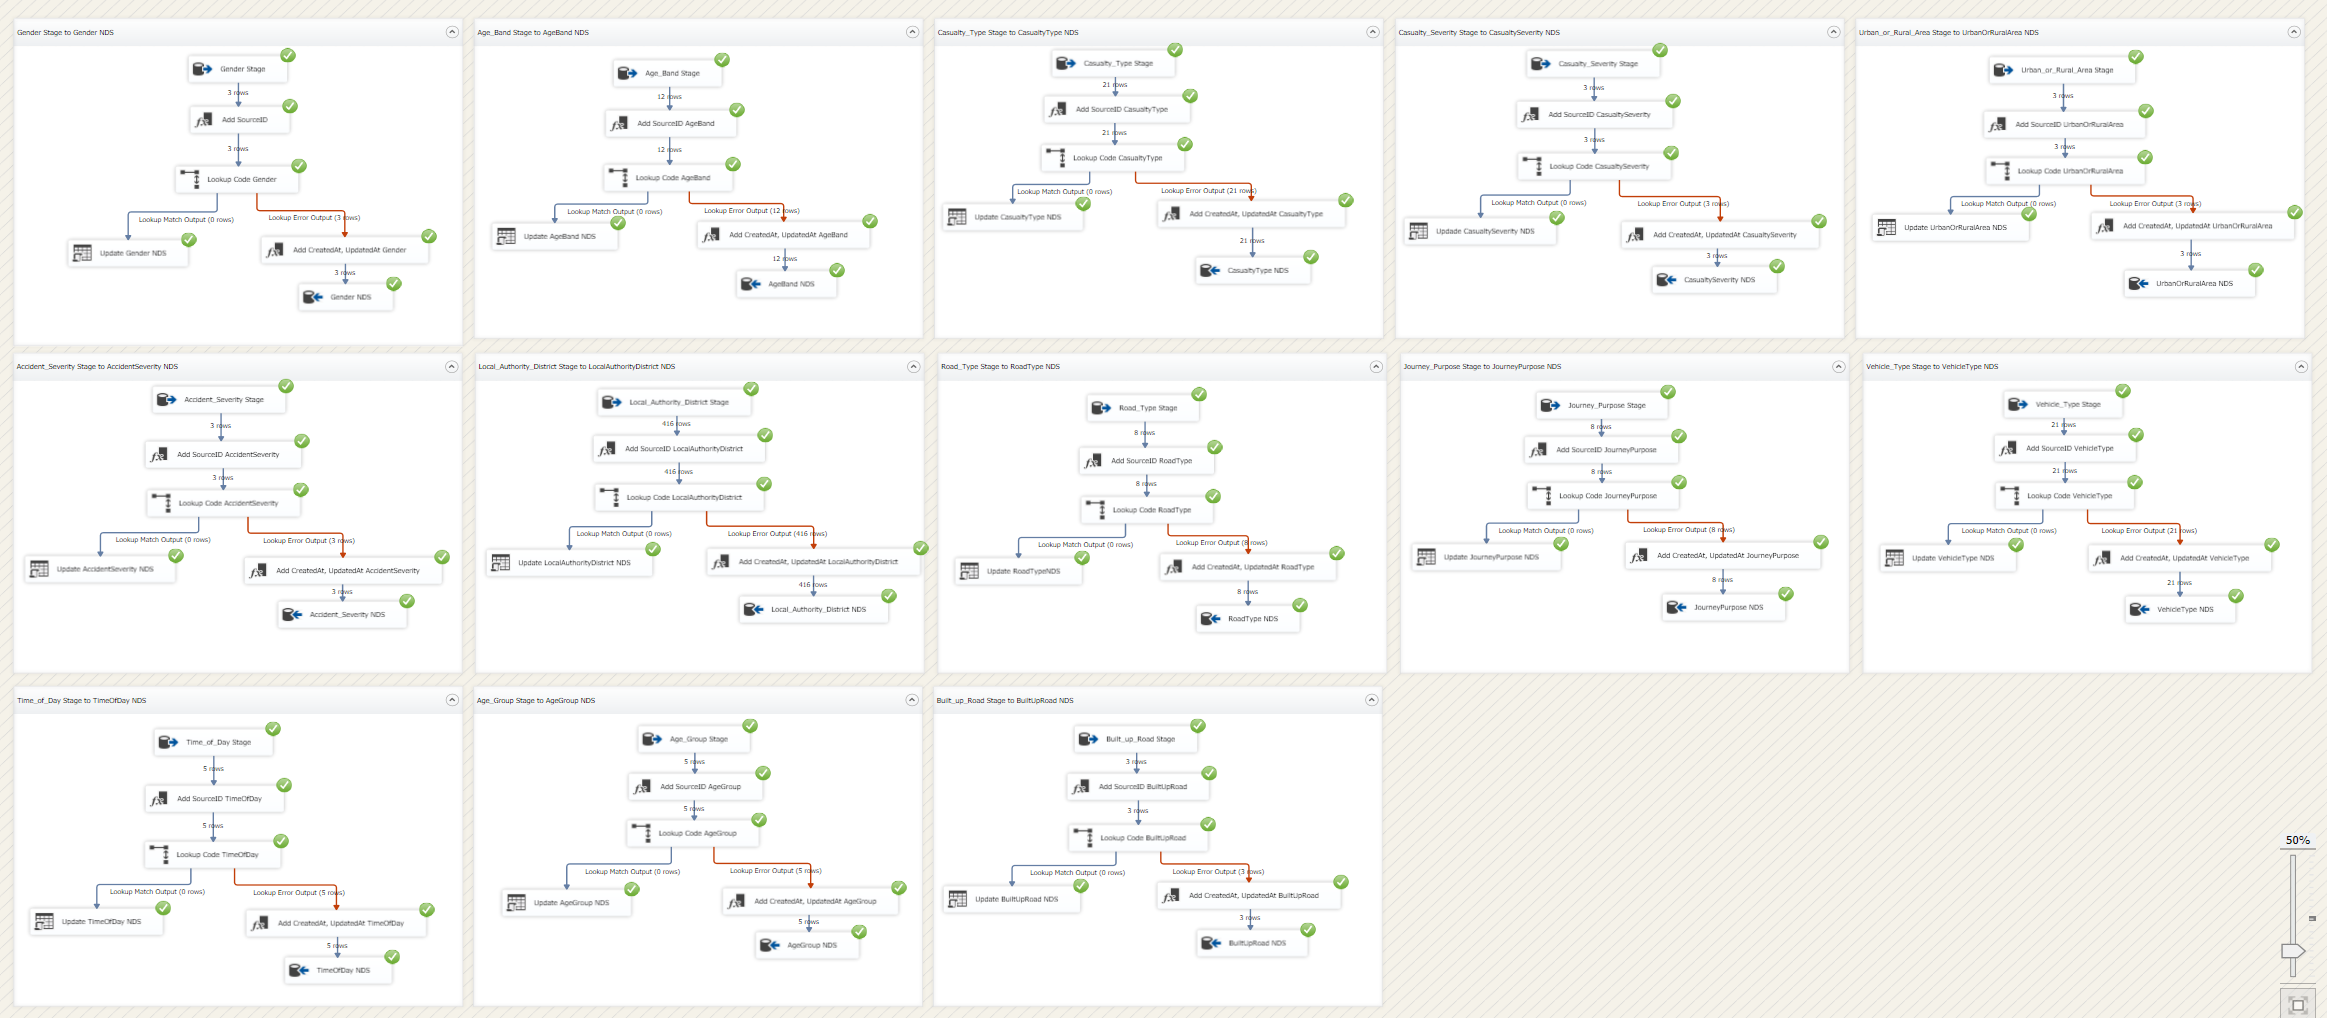 Gender Stage to Gender NDS
Gender Stage
3 rows
Add SourceID
3 rows
Lookup Code Gender
Lookup Match Output (0 rows)
Lookup Error Output (3 rows)
Update Gender NDS
Add CreatedAt, UpdatedAt Gender
3 rows
Gender NDS
Age_Band Stage to AgeBand NDS
Age_Band Stage
12 rows
Add SourceID AgeBand
12 rows
Lookup Code AgeBand
Lookup Match Output (0 rows)
Lookup Error Output (12 rows)
Update AgeBand NDS
Add CreatedAt, UpdatedAt AgeBand
12 rows
AgeBand NDS
Casualty_Type Stage to CasualtyType NDS
Casualty_Type Stage
21 rows
Add SourceID CasualtyType
21 rows
Lookup Code CasualtyType
Lookup Match Output (0 rows)
Lookup Error Output (21 rows)
Update CasualtyType NDS
Add CreatedAt, UpdatedAt CasualtyType
21 rows
CasualtyType NDS
Casualty_Severity Stage to CasualtySeverity NDS
Casualty_Severity Stage
3 rows
Add SourceID CasualtySeverity
3 rows
Lookup Code CasualtySeverity
Lookup Match Output (0 rows)
Lookup Error Output (3 rows)
Updade CasualtySeverity NDS
Add CreatedAt, UpdatedAt CasualtySeverity
3 rows
CasualtySeverity NDS
Urban_or_Rural_Area Stage to UrbanOrRuralArea NDS
Urban_or_Rural_Area Stage
3 rows
Add SourceID UrbanOrRuralArea
3 rows
Lookup Code UrbanOrRuralArea
Lookup Match Output (0 rows)
Lookup Error Output (3 rows)
Update UrbanOrRuralArea NDS
Add CreatedAt, UpdatedAt UrbanOrRuralArea
3 rows
UrbanOrRuralArea NDS
Accident_Severity Stage to AccidentSeverity NDS
Accident_Severity Stage
3 rows
Add SourceID AccidentSeverity
3 rows
Lookup Code AccidentSeverity
Lookup Match Output (0 rows)
Lookup Error Output (3 rows)
Update AccidentSeverity NDS
Add CreatedAt, UpdatedAt AccidentSeverity
3 rows
Accident_Severity NDS
Local_Authority_District Stage to LocalAuthorityDistrict NDS
Local_Authority_District Stage
416 rows
Add SourceID LocalAuthorityDistrict
416 rows
Lookup Code LocalAuthorityDistrict
Lookup Match Output (0 rows)
Lookup Error Output (416 rows)
Update LocalAuthorityDistrict NDS
Add CreatedAt, UpdatedAt LocalAuthorityDistrict
416 rows
Local_Authority_District NDS
Road_Type Stage to RoadType NDS
Road_Type Stage
8 rows
Add SourceID RoadType
8 rows
Lookup Code RoadType
Lookup Match Output (0 rows)
Lookup Error Output (8 rows)
Update RoadTypeNDS
Add CreatedAt, UpdatedAt RoadType
8 rows
RoadType NDS
Journey_Purpose Stage to JourneyPurpose NDS
Journey_Purpose Stage
8 rows
Add SourceID JourneyPurpose
8 rows
Lookup Code JourneyPurpose
Lookup Match Output (0 rows)
Lookup Error Output (8 rows)
Update JourneyPurpose NDS
Add CreatedAt, UpdatedAt JourneyPurpose
8 rows
JourneyPurpose NDS
Vehicle_Type Stage to VehicleType NDS
Vehicle_Type Stage
21 rows
Add SourceID VehicleType
21 rows
Lookup Code VehicleType
Lookup Match Output (0 rows)
Lookup Error Output (21 rows)
Update VehicleType NDS
Add CreatedAt, UpdatedAt VehicleType
21 rows
VehicleType NDS
Time_of_Day Stage to TimeOfDay NDS
Time_of_Day Stage
5 rows
Add SourceID TimeOfDay
5 rows
Lookup Code TimeOfDay
Lookup Match Output (0 rows)
Lookup Error Output (5 rows)
Update TimeOfDay NDS
Add CreatedAt, UpdatedAt TimeOfDay
5 rows
TimeOfDay NDS
Age_Group Stage to AgeGroup NDS
Age_Group Stage
5 rows
Add SourceID AgeGroup
5 rows
Lookup Code AgeGroup
Lookup Match Output (0 rows)
Lookup Error Output (5 rows)
Update AgeGroup NDS
Add CreatedAt, UpdatedAt AgeGroup
5 rows
AgeGroup NDS
Built_up_Road Stage to BuiltUpRoad NDS
Built_up_Road Stage
3 rows
Add SourceID BuiltUpRoad
3 rows
Lookup Code BuiltUpRoad
Lookup Match Output (0 rows)
Lookup Error Output (3 rows)
Update BuiltUpRoad NDS
Add CreatedAt, UpdatedAt BuiltUpRoad
3 rows
BuiltUpRoad NDS
50%